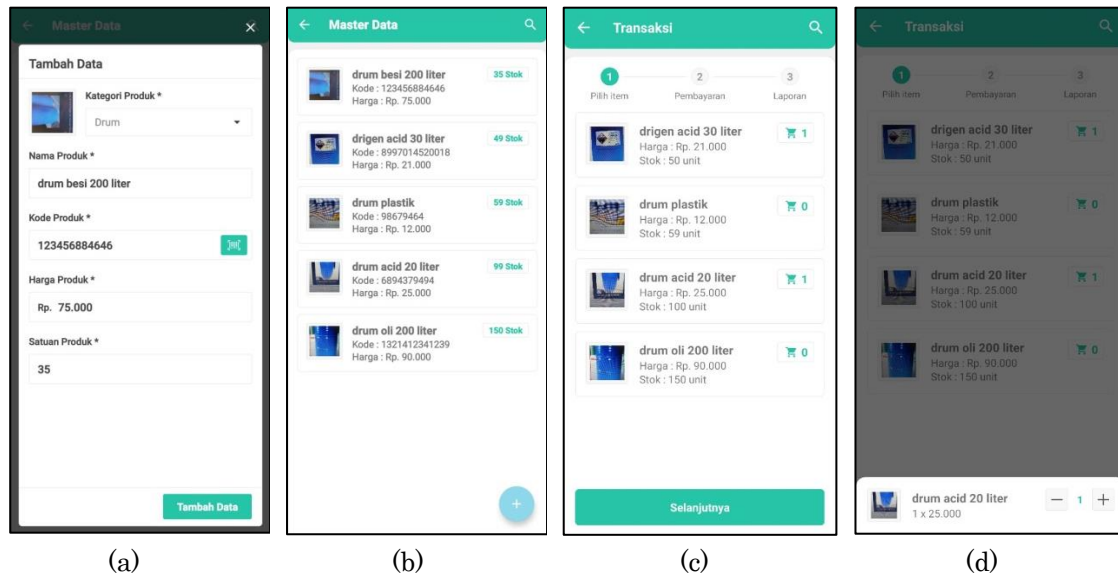 Master Data
Tambah Data
Kategori Produk *
Drum
Nama Produk *
drum besi 200 liter
Kode Produk *
123456884646
Harga Produk *
Rp. 75.000
Satuan Produk *
35
Tambah Data
(a)
Master Data
drum besi 200 liter
35 Stok
Kode : 123456884646
Harga : Rp. 75.000
drigen acid 30 liter
49 Stok
Kode : 8997014520018
Harga : Rp. 21.000
drum plastik
59 Stok
Kode : 98679464
Harga : Rp. 12.000
drum acid 20 liter
99 Stok
Kode : 6894379494
Harga : Rp. 25.000
drum oli 200 liter
150 Stok
Kode : 1321412341239
Harga : Rp. 90.000
(b)
Transaksi
1 2 3
Pilih item Pembayaran Laporan
drigen acid 30 liter
1
Harga : Rp. 21.000
Stok : 50 unit
drum plastik
0
Harga : Rp. 12.000
Stok : 59 unit
drum acid 20 liter
1
Harga : Rp. 25.000
Stok : 100 unit
drum oli 200 liter
0
Harga : Rp. 90.000
Stok : 150 unit
Selanjutnya
(c)
Transaksi
1 2 3
Pilih item Pembayaran Laporan
drigen acid 30 liter
1
Harga : Rp. 21.000
Stok : 50 unit
drum plastik
0
Harga : Rp. 12.000
Stok : 59 unit
drum acid 20 liter
1
Harga : Rp. 25.000
Stok : 100 unit
drum oli 200 liter
0
Harga : Rp. 90.000
Stok : 150 unit
drum acid 20 liter
1 x 25.000
— 1 +
(d)